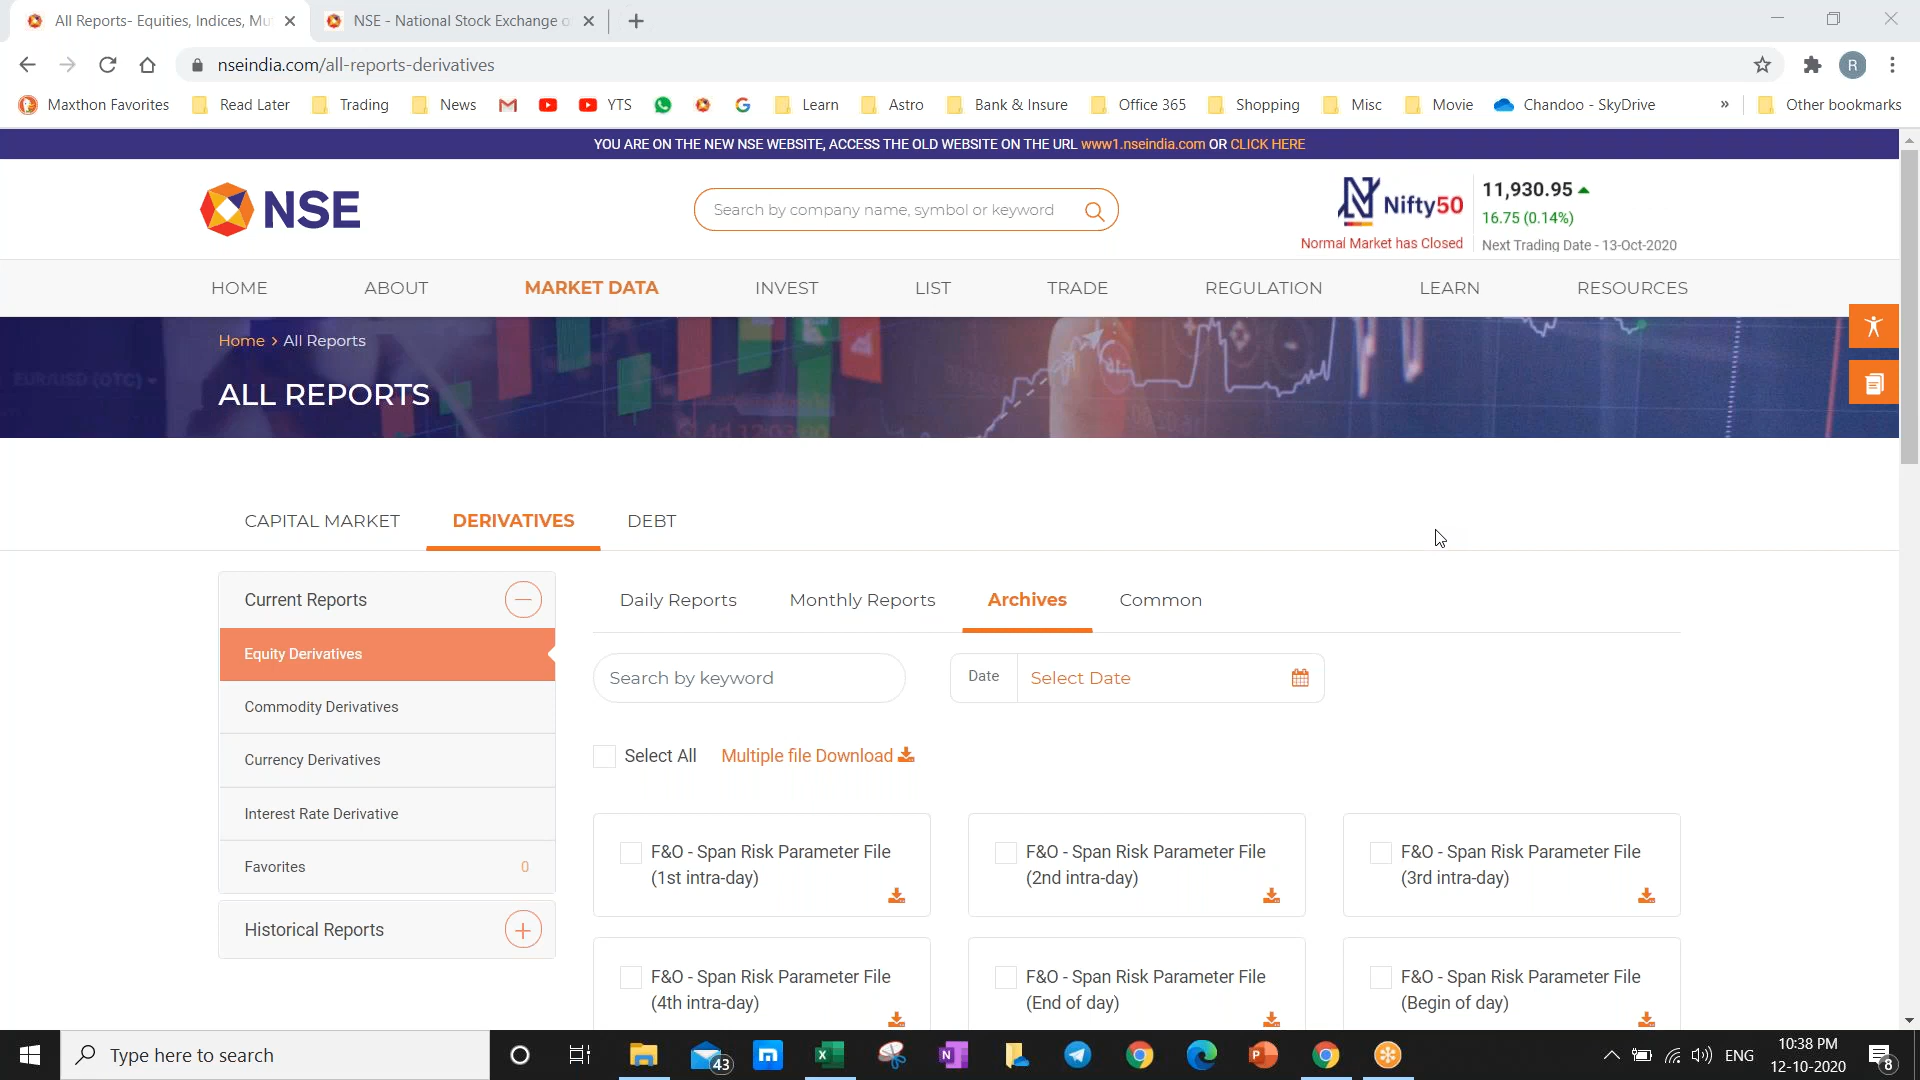 All Reports- Equities, Indices, Mu
NSE - National Stock Exchange o
nseindia.com/all-reports-derivatives
R
Maxthon Favorites
Read Later
Trading
News
YTS
Learn
Astro
Bank & Insure
Office 365
Shopping
Misc
Movie
Chandoo - SkyDrive
»
Other bookmarks
YOU ARE ON THE NEW NSE WEBSITE, ACCESS THE OLD WEBSITE ON THE URL www1.nseindia.com OR CLICK HERE
NSE
Search by company name, symbol or keyword
Nifty50
Normal Market has Closed
11,930.95
16.75 (0.14%)
Next Trading Date - 13-Oct-2020
HOME
ABOUT
MARKET DATA
INVEST
LIST
TRADE
REGULATION
LEARN
RESOURCES
Home > All Reports
EUR/USD (OTC)
ALL REPORTS
CAPITAL MARKET
DERIVATIVES
DEBT
Current Reports
Equity Derivatives
Commodity Derivatives
Currency Derivatives
Interest Rate Derivative
Favorites 0
Historical Reports
Daily Reports
Monthly Reports
Archives
Common
Search by keyword
Date
Select Date
Select All
Multiple file Download
F&O - Span Risk Parameter File
(1st intra-day)
F&O - Span Risk Parameter File
(2nd intra-day)
F&O - Span Risk Parameter File
(3rd intra-day)
F&O - Span Risk Parameter File
(4th intra-day)
F&O - Span Risk Parameter File
(End of day)
F&O - Span Risk Parameter File
(Begin of day)
Type here to search
43
ENG
10:38 PM
12-10-2020
8